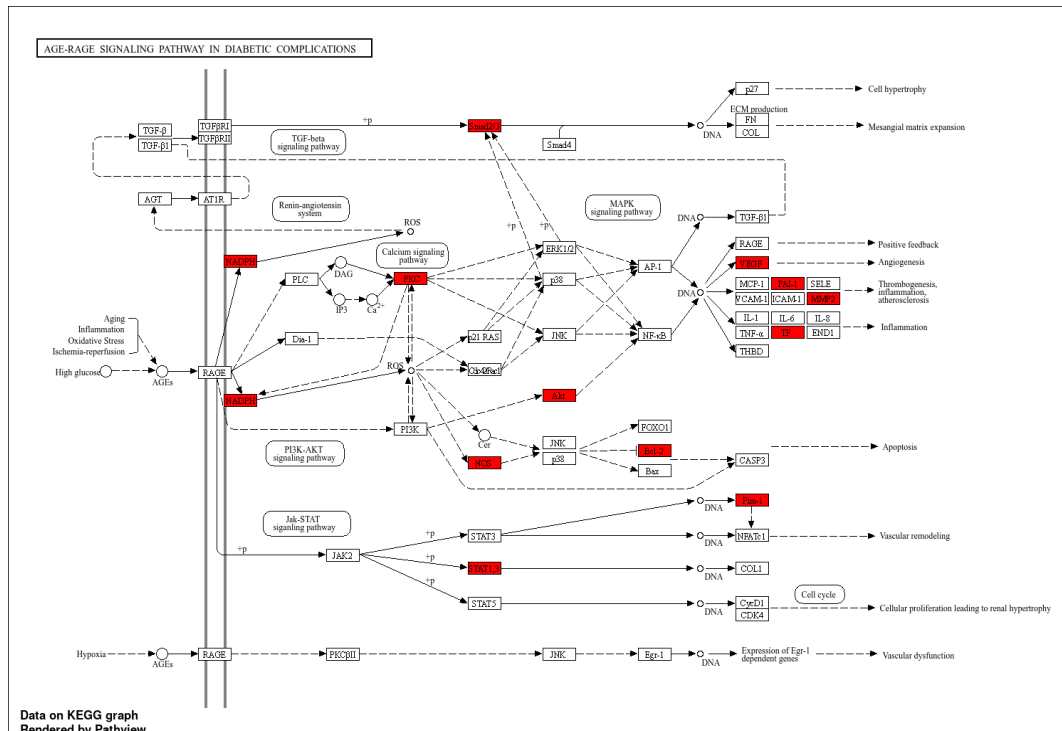 AGE-RAGE SIGNALING PATHWAY IN DIABETIC COMPLICATIONS
p27
Cell hypertrophy
ECM production
TGF-β
TGFβRI
+p
Smad2/3
DNA
FN
TGF-β1
TGFβRII
TGF-beta
signaling pathway
Smad4
COL
Mesangial matrix expansion
AGT
AT1R
Renin-angiotensin
system
MAPK
signaling pathway
ROS
+p
+p
DNA
TGF-β1
Calcium signaling
pathway
ERK1/2
RAGE
Positive feedback
NADPH
DAG
AP-1
VEGF
Angiogenesis
PLC
PKC
p38
MCP-1
PAI-1
SELE
Thrombogenesis,
inflammation,
atherosclerosis
IP3
Ca2+
DNA
VCAM-1
ICAM-1
MMP2
Aging
Inflammation
Oxidative Stress
Ischemia-reperfusion
Dia-1
p21 RAS
JNK
NF-κB
IL-1
IL-6
IL-8
TNF-α
TF
END1
Inflammation
THBD
High glucose
AGEs
RAGE
ROS
NADPH
Akt
PI3K
Cer
FOXO1
PI3K-AKT
signaling pathway
JNK
p38
Bcl-2
Apoptosis
NOS
Bax
CASP3
Jak-STAT
signaling pathway
DNA
Pim-1
+p
STAT3
DNA
NFATc1
Vascular remodeling
+p
JAK2
+p
STAT1,3
DNA
COL1
+p
STAT5
DNA
CycD1
CDK4
Cell cycle
Cellular proliferation leading to renal hypertrophy
Hypoxia
AGEs
RAGE
PKCβII
JNK
Egr-1
DNA
Expression of Egr-1
dependent genes
Vascular dysfunction
Data on KEGG graph
Rendered by Pathview